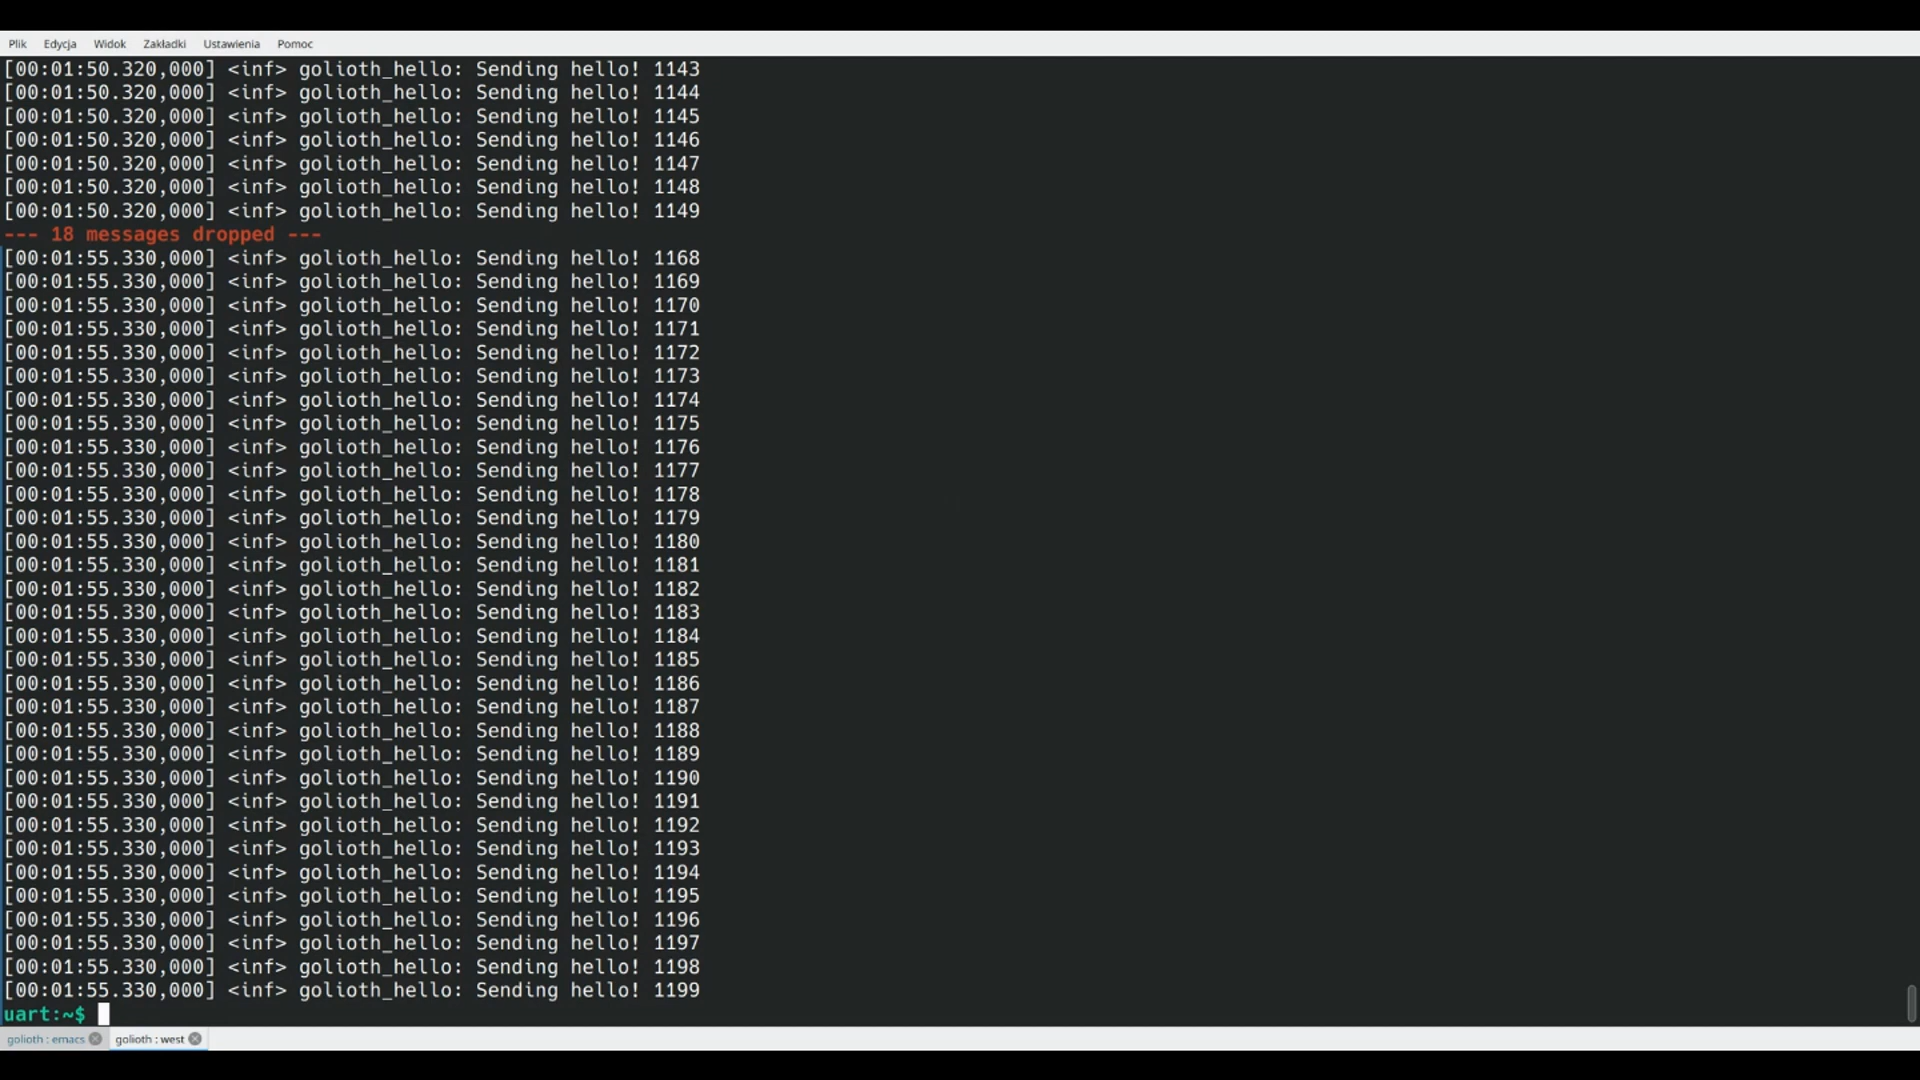 Plik Edycja Widok Zakładki Ustawienia Pomoc
[00:01:50.320,000] <inf> golioth_hello: Sending hello! 1143
[00:01:50.320,000] <inf> golioth_hello: Sending hello! 1144
[00:01:50.320,000] <inf> golioth_hello: Sending hello! 1145
[00:01:50.320,000] <inf> golioth_hello: Sending hello! 1146
[00:01:50.320,000] <inf> golioth_hello: Sending hello! 1147
[00:01:50.320,000] <inf> golioth_hello: Sending hello! 1148
[00:01:50.320,000] <inf> golioth_hello: Sending hello! 1149
--- 18 messages dropped ---
[00:01:55.330,000] <inf> golioth_hello: Sending hello! 1168
[00:01:55.330,000] <inf> golioth_hello: Sending hello! 1169
[00:01:55.330,000] <inf> golioth_hello: Sending hello! 1170
[00:01:55.330,000] <inf> golioth_hello: Sending hello! 1171
[00:01:55.330,000] <inf> golioth_hello: Sending hello! 1172
[00:01:55.330,000] <inf> golioth_hello: Sending hello! 1173
[00:01:55.330,000] <inf> golioth_hello: Sending hello! 1174
[00:01:55.330,000] <inf> golioth_hello: Sending hello! 1175
[00:01:55.330,000] <inf> golioth_hello: Sending hello! 1176
[00:01:55.330,000] <inf> golioth_hello: Sending hello! 1177
[00:01:55.330,000] <inf> golioth_hello: Sending hello! 1178
[00:01:55.330,000] <inf> golioth_hello: Sending hello! 1179
[00:01:55.330,000] <inf> golioth_hello: Sending hello! 1180
[00:01:55.330,000] <inf> golioth_hello: Sending hello! 1181
[00:01:55.330,000] <inf> golioth_hello: Sending hello! 1182
[00:01:55.330,000] <inf> golioth_hello: Sending hello! 1183
[00:01:55.330,000] <inf> golioth_hello: Sending hello! 1184
[00:01:55.330,000] <inf> golioth_hello: Sending hello! 1185
[00:01:55.330,000] <inf> golioth_hello: Sending hello! 1186
[00:01:55.330,000] <inf> golioth_hello: Sending hello! 1187
[00:01:55.330,000] <inf> golioth_hello: Sending hello! 1188
[00:01:55.330,000] <inf> golioth_hello: Sending hello! 1189
[00:01:55.330,000] <inf> golioth_hello: Sending hello! 1190
[00:01:55.330,000] <inf> golioth_hello: Sending hello! 1191
[00:01:55.330,000] <inf> golioth_hello: Sending hello! 1192
[00:01:55.330,000] <inf> golioth_hello: Sending hello! 1193
[00:01:55.330,000] <inf> golioth_hello: Sending hello! 1194
[00:01:55.330,000] <inf> golioth_hello: Sending hello! 1195
[00:01:55.330,000] <inf> golioth_hello: Sending hello! 1196
[00:01:55.330,000] <inf> golioth_hello: Sending hello! 1197
[00:01:55.330,000] <inf> golioth_hello: Sending hello! 1198
[00:01:55.330,000] <inf> golioth_hello: Sending hello! 1199
uart:~$
golioth : emacs golioth : west